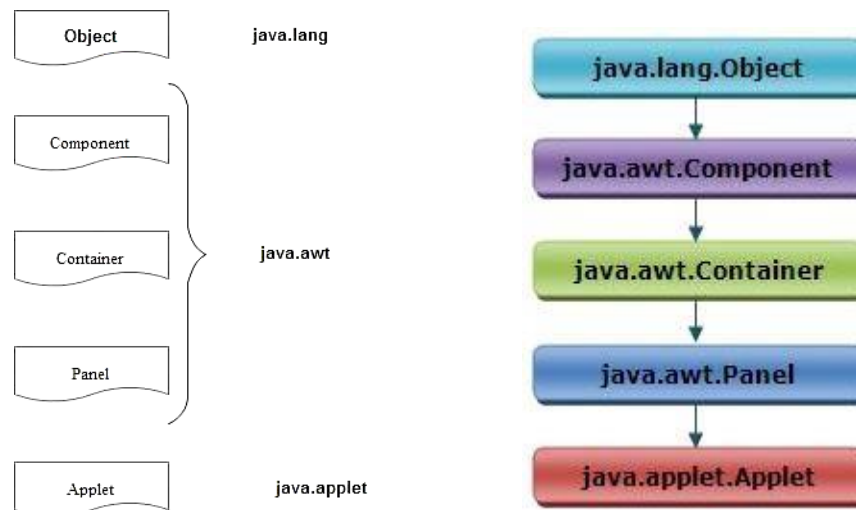 Object
java.lang
Component
Container
java.awt
Panel
Applet
java.applet
java.lang.Object
java.awt.Component
java.awt.Container
java.awt.Panel
java.applet.Applet